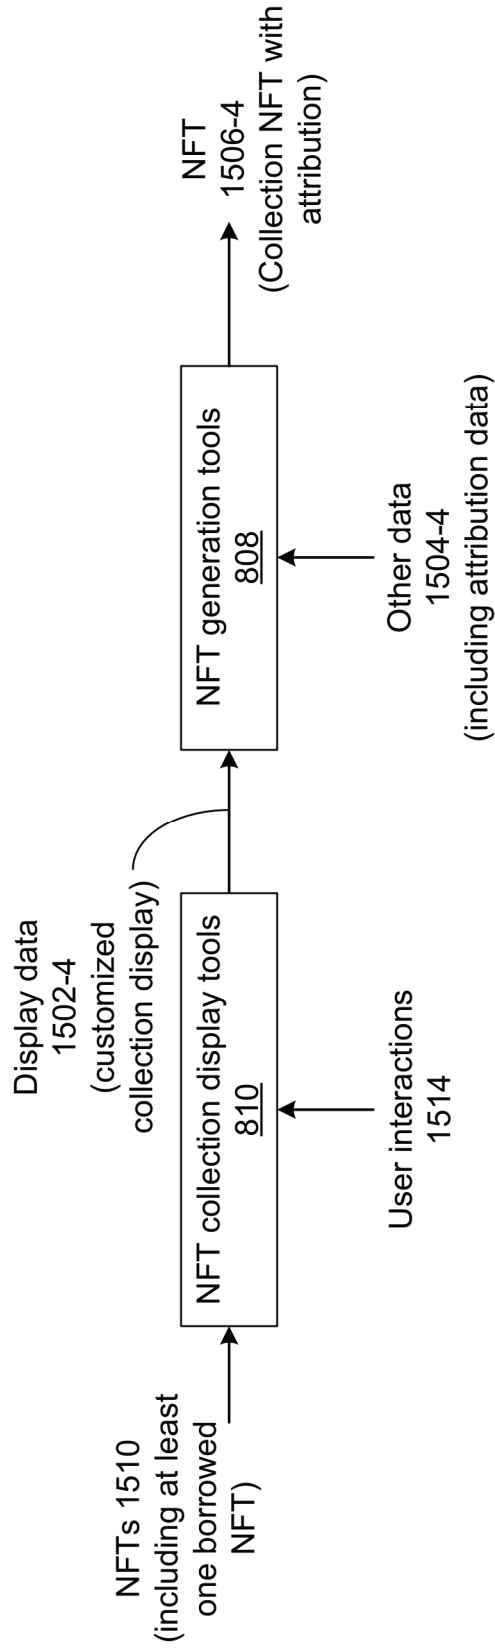 NFTs 1510
(including at least
one borrowed
NFT)
NFT collection display tools
810
User interactions
1514
Display data
1502-4
(customized
collection display)
NFT generation tools
808
Other data
1504-4
(including attribution data)
NFT
1506-4
(Collection NFT with
attribution)